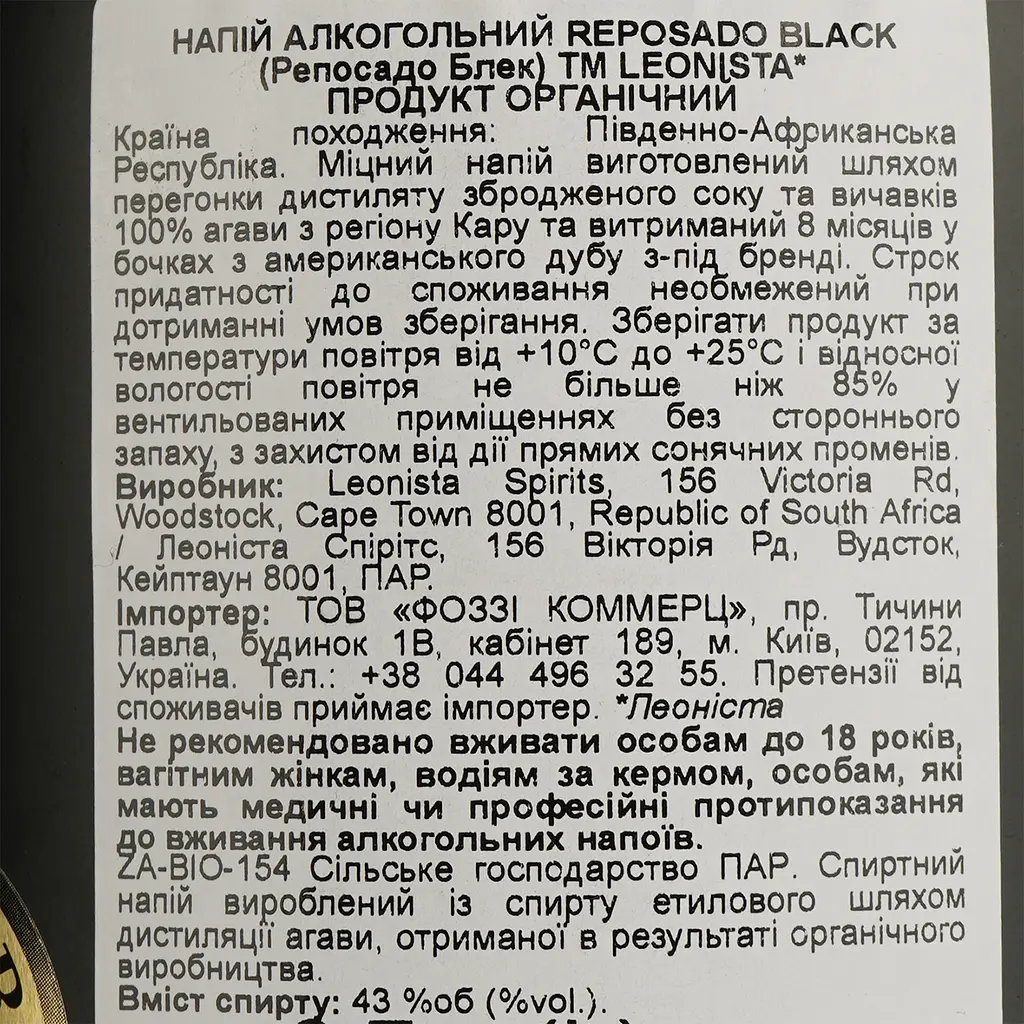 НАПІЙ АЛКОГОЛЬНИЙ REPOSADO BLACK
(Репосадо Блек) ТМ LEONISTA*
ПРОДУКТ ОРГАНІЧНИЙ
Країна походження: Південно-Африканська
Республіка. Міцний напій виготовлений шляхом
перегонки дистиляту збродженого соку та вичавків
100% агави з регіону Кару та витриманий 8 місяців у
бочках з американського дубу з-під бренді. Строк
придатності до споживання необмежений при
дотриманні умов зберігання. Зберігати продукт за
температури повітря від +10°С до +25°С і відносної
вологості повітря не більше ніж 85% у
вентильованих приміщеннях без стороннього
запаху, з захистом від дії прямих сонячних променів.
Виробник: Leonista Spirits, 156 Victoria Rd,
Woodstock, Cape Town 8001, Republic of South Africa
/ Леоніста Спірітс, 156 Вікторія Рд, Вудсток,
Кейптаун 8001, ПАР.
Імпортер: ТОВ «ФОЗЗІ КОММЕРЦ», пр. Тичини
Павла, будинок 1В, кабінет 189, м. Київ, 02152,
Україна. Тел.: +38 044 496 32 55. Претензії від
споживачів приймає імпортер. *Леоніста
Не рекомендовано вживати особам до 18 років,
вагітним жінкам, водіям за кермом, особам, які
мають медичні чи професійні протипоказання
до вживання алкогольних напоїв.
ZA-BIO-154 Сільське господарство ПАР. Спиртний
напій вироблений із спирту етилового шляхом
дистиляції агави, отриманої в результаті органічного
виробництва.
Вміст спирту: 43 %об (%vol.).